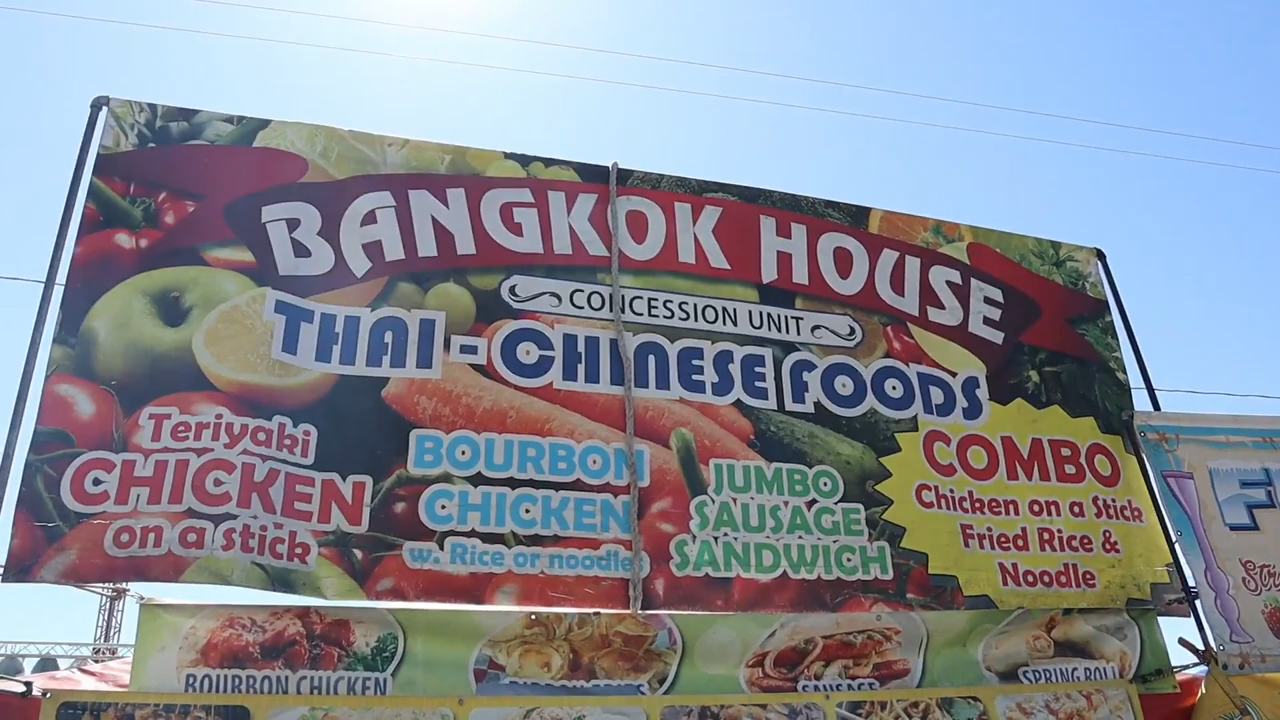 BANGKOK HOUSE
CONCESSION UNIT
THAI - CHINESE FOODS
Teriyaki
CHICKEN
on a stick
BOURBON
CHICKEN
w. Rice or noodles
JUMBO
SAUSAGE
SANDWICH
COMBO
Chicken on a Stick
Fried Rice &
Noodle
BOURBON CHICKEN
SAUSAGE
SPRING ROLL